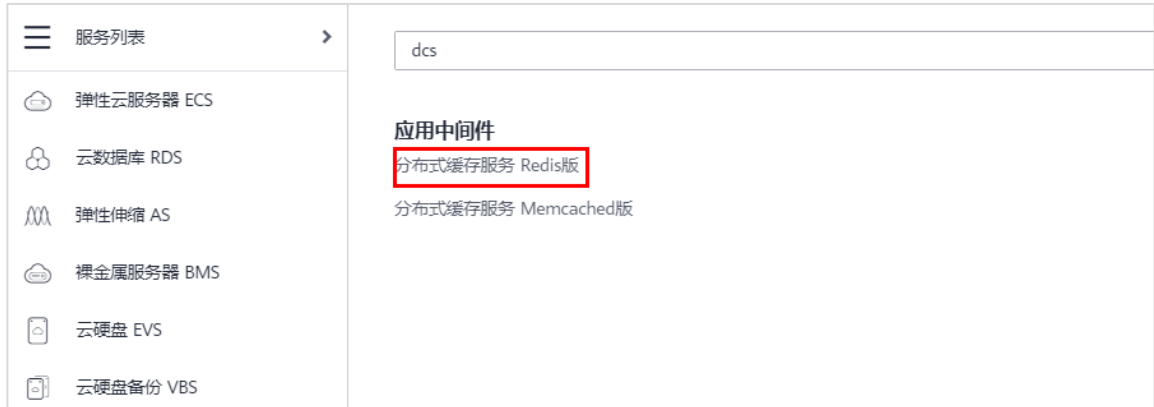 服务列表
弹性云服务器 ECS
云数据库 RDS
弹性伸缩 AS
裸金属服务器 BMS
云硬盘 EVS
云硬盘备份 VBS
dcs
应用中间件
分布式缓存服务 Redis版
分布式缓存服务 Memcached版